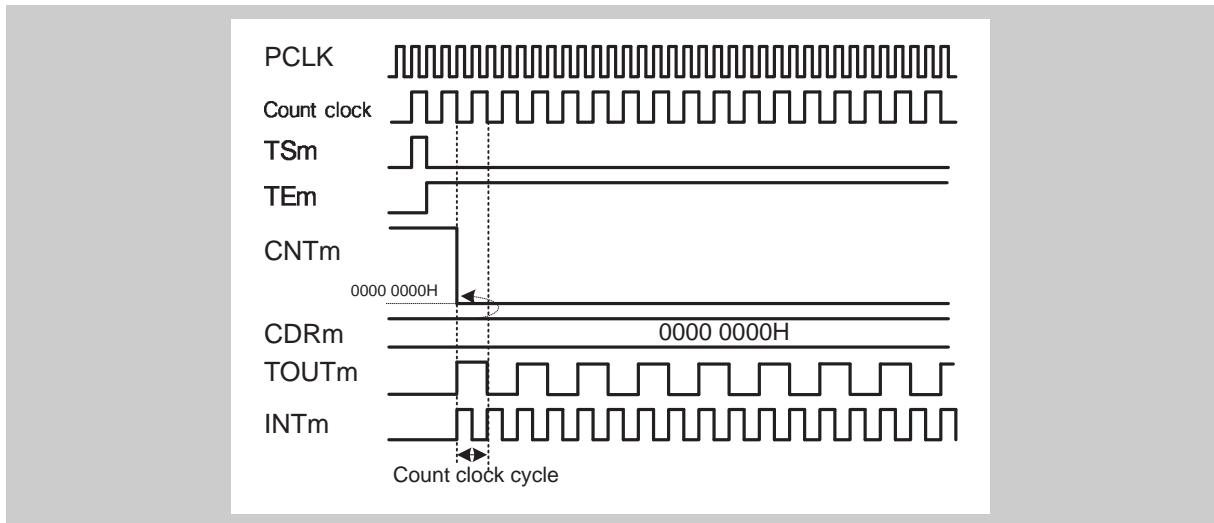 PCLK
Count clock
TSm
TEm
CNTm
0000 0000H
CDRm
0000 0000H
TOUTm
INTm
Count clock cycle